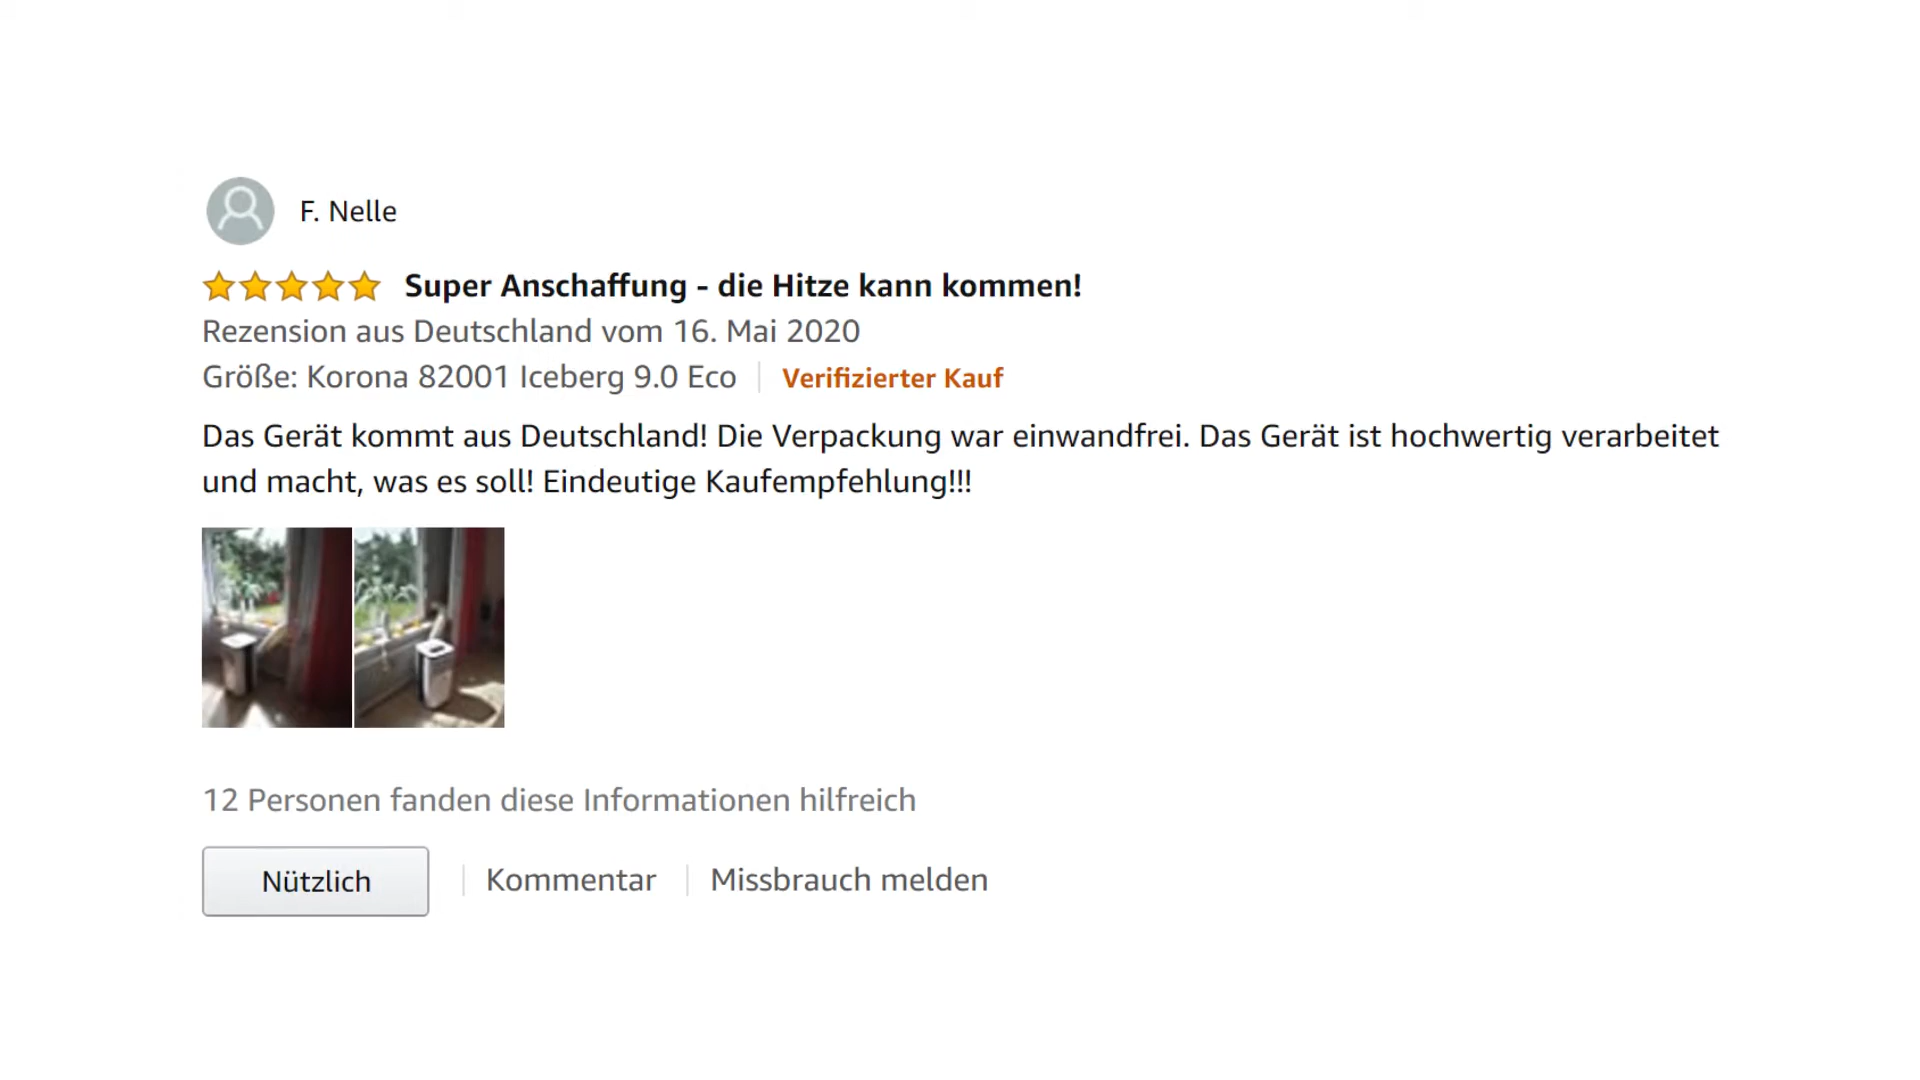 F. Nelle
Super Anschaffung - die Hitze kann kommen!
Rezension aus Deutschland vom 16. Mai 2020
Größe: Korona 82001 Iceberg 9.0 Eco | Verifizierter Kauf
Das Gerät kommt aus Deutschland! Die Verpackung war einwandfrei. Das Gerät ist hochwertig verarbeitet
und macht, was es soll! Eindeutige Kaufempfehlung!!!
12 Personen fanden diese Informationen hilfreich
Nützlich | Kommentar | Missbrauch melden